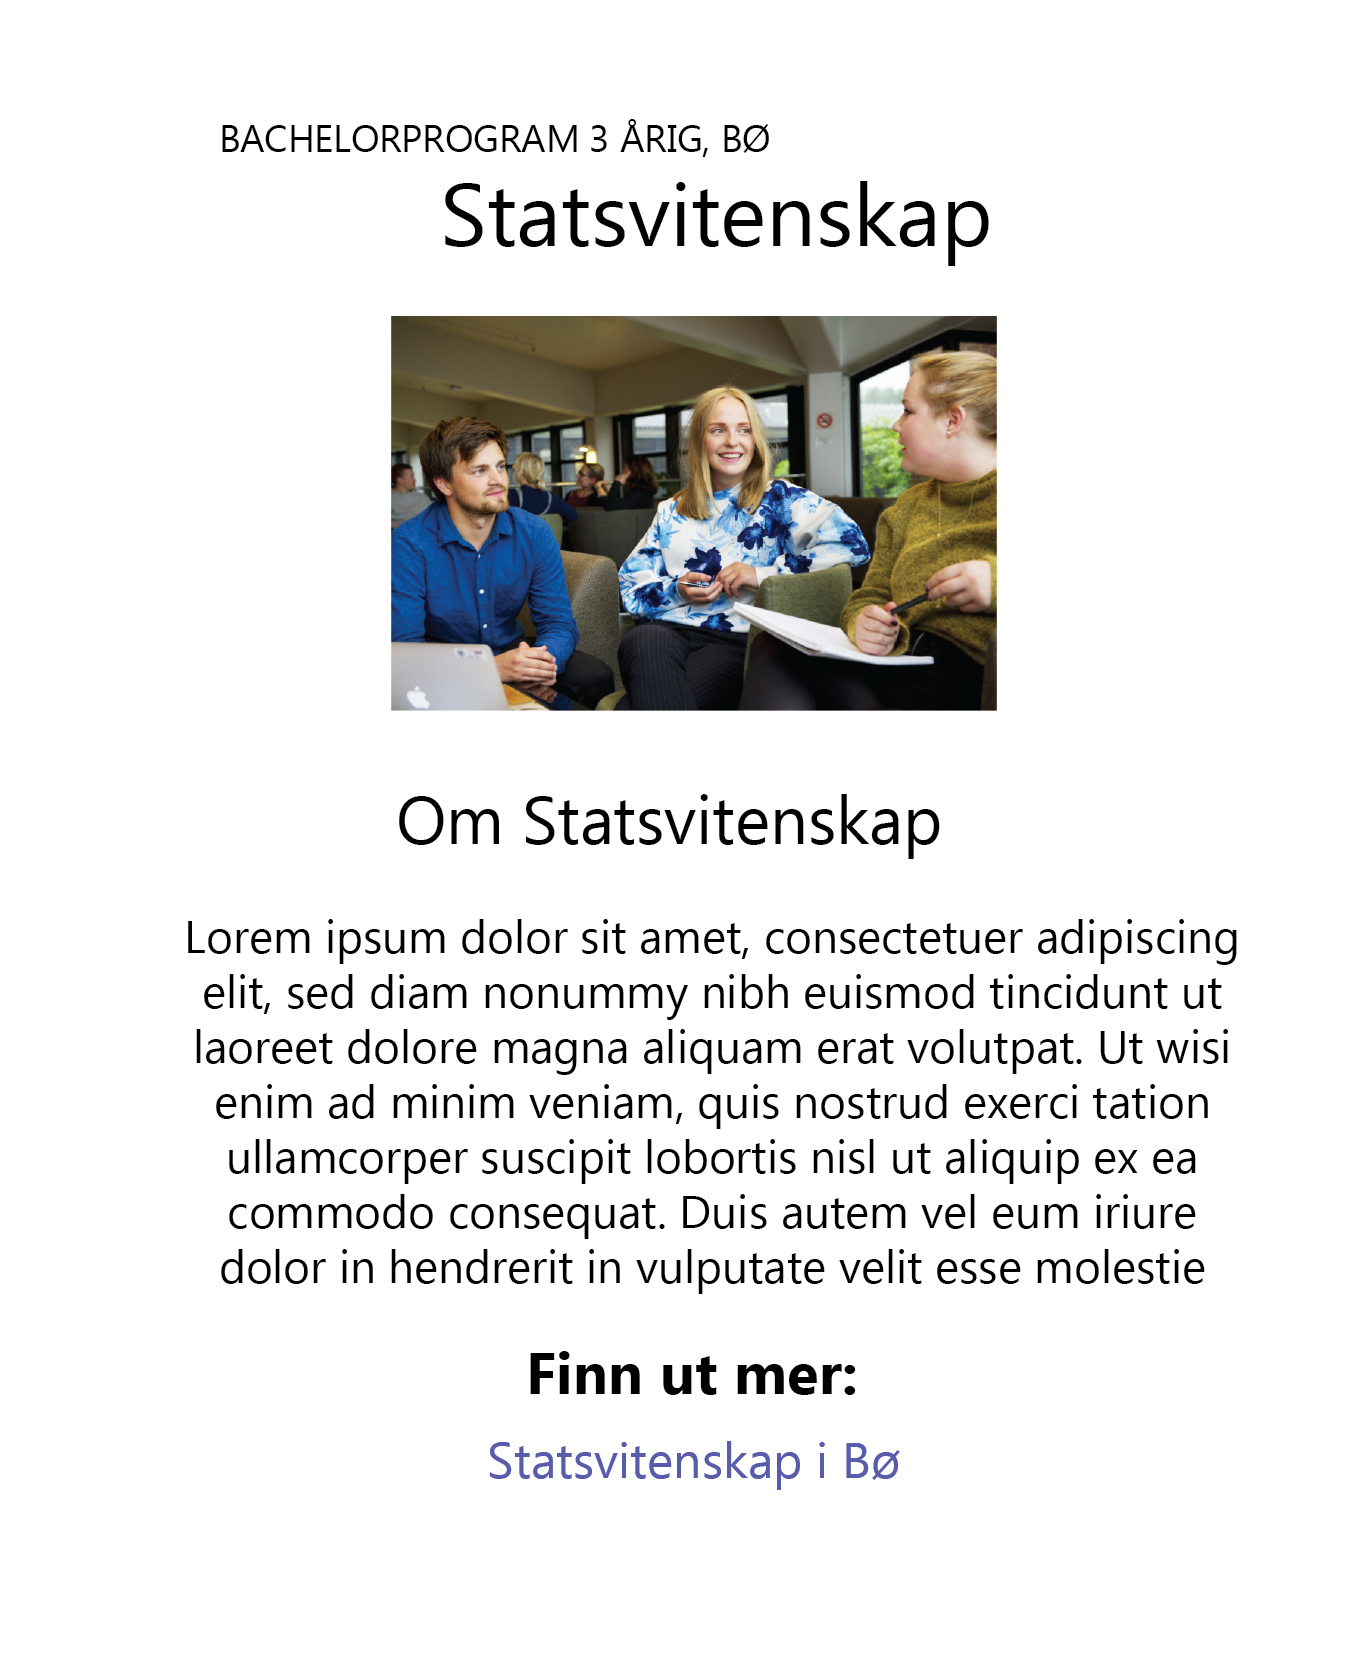 BACHELORPROGRAM 3 ÅRIG, BØ
Statsvitenskap
Om Statsvitenskap
Lorem ipsum dolor sit amet, consectetuer adipiscing
elit, sed diam nonummy nibh euismod tincidunt ut
laoreet dolore magna aliquam erat volutpat. Ut wisi
enim ad minim veniam, quis nostrud exerci tation
ullamcorper suscipit lobortis nisl ut aliquip ex ea
commodo consequat. Duis autem vel eum iriure
dolor in hendrerit in vulputate velit esse molestie
Finn ut mer:
Statsvitenskap i Bø